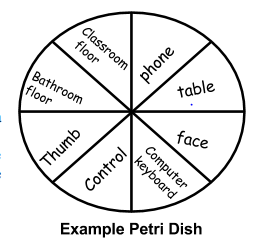 Classroom
floor
phone
table
face
Computer
keyboard
Control
Thumb
Bathroom
floor
Example Petri Dish